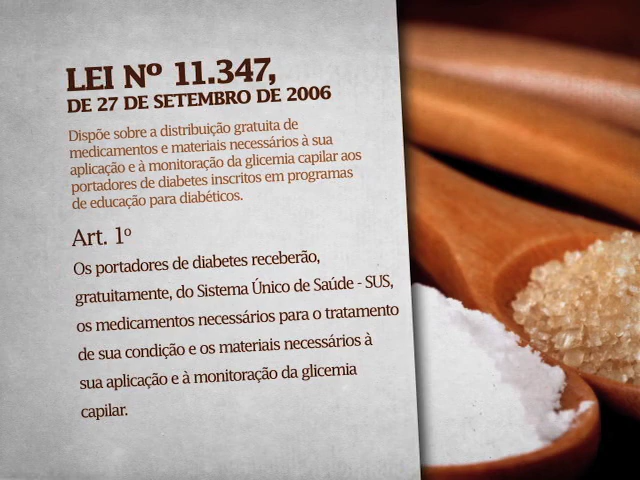 LEI Nº 11.347,
DE 27 DE SETEMBRO DE 2006
Dispõe sobre a distribuição gratuita de
medicamentos e materiais necessários à sua
aplicação e à monitoração da glicemia capilar aos
portadores de diabetes inscritos em programas
de educação para diabéticos.
Art. 1º
Os portadores de diabetes receberão,
gratuitamente, do Sistema Único de Saúde - SUS,
os medicamentos necessários para o tratamento
de sua condição e os materiais necessários à
sua aplicação e à monitoração da glicemia
capilar.